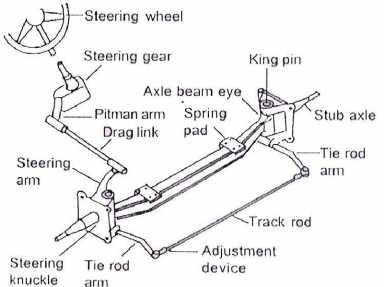 Steering wheel
Steering gear
King pin
Axle beam eye
Pitman arm
Spring
pad
Stub axle
Drag link
Steering
arm
Tie rod
arm
Track rod
Steering
knuckle
Tie rod
arm
Adjustment
device